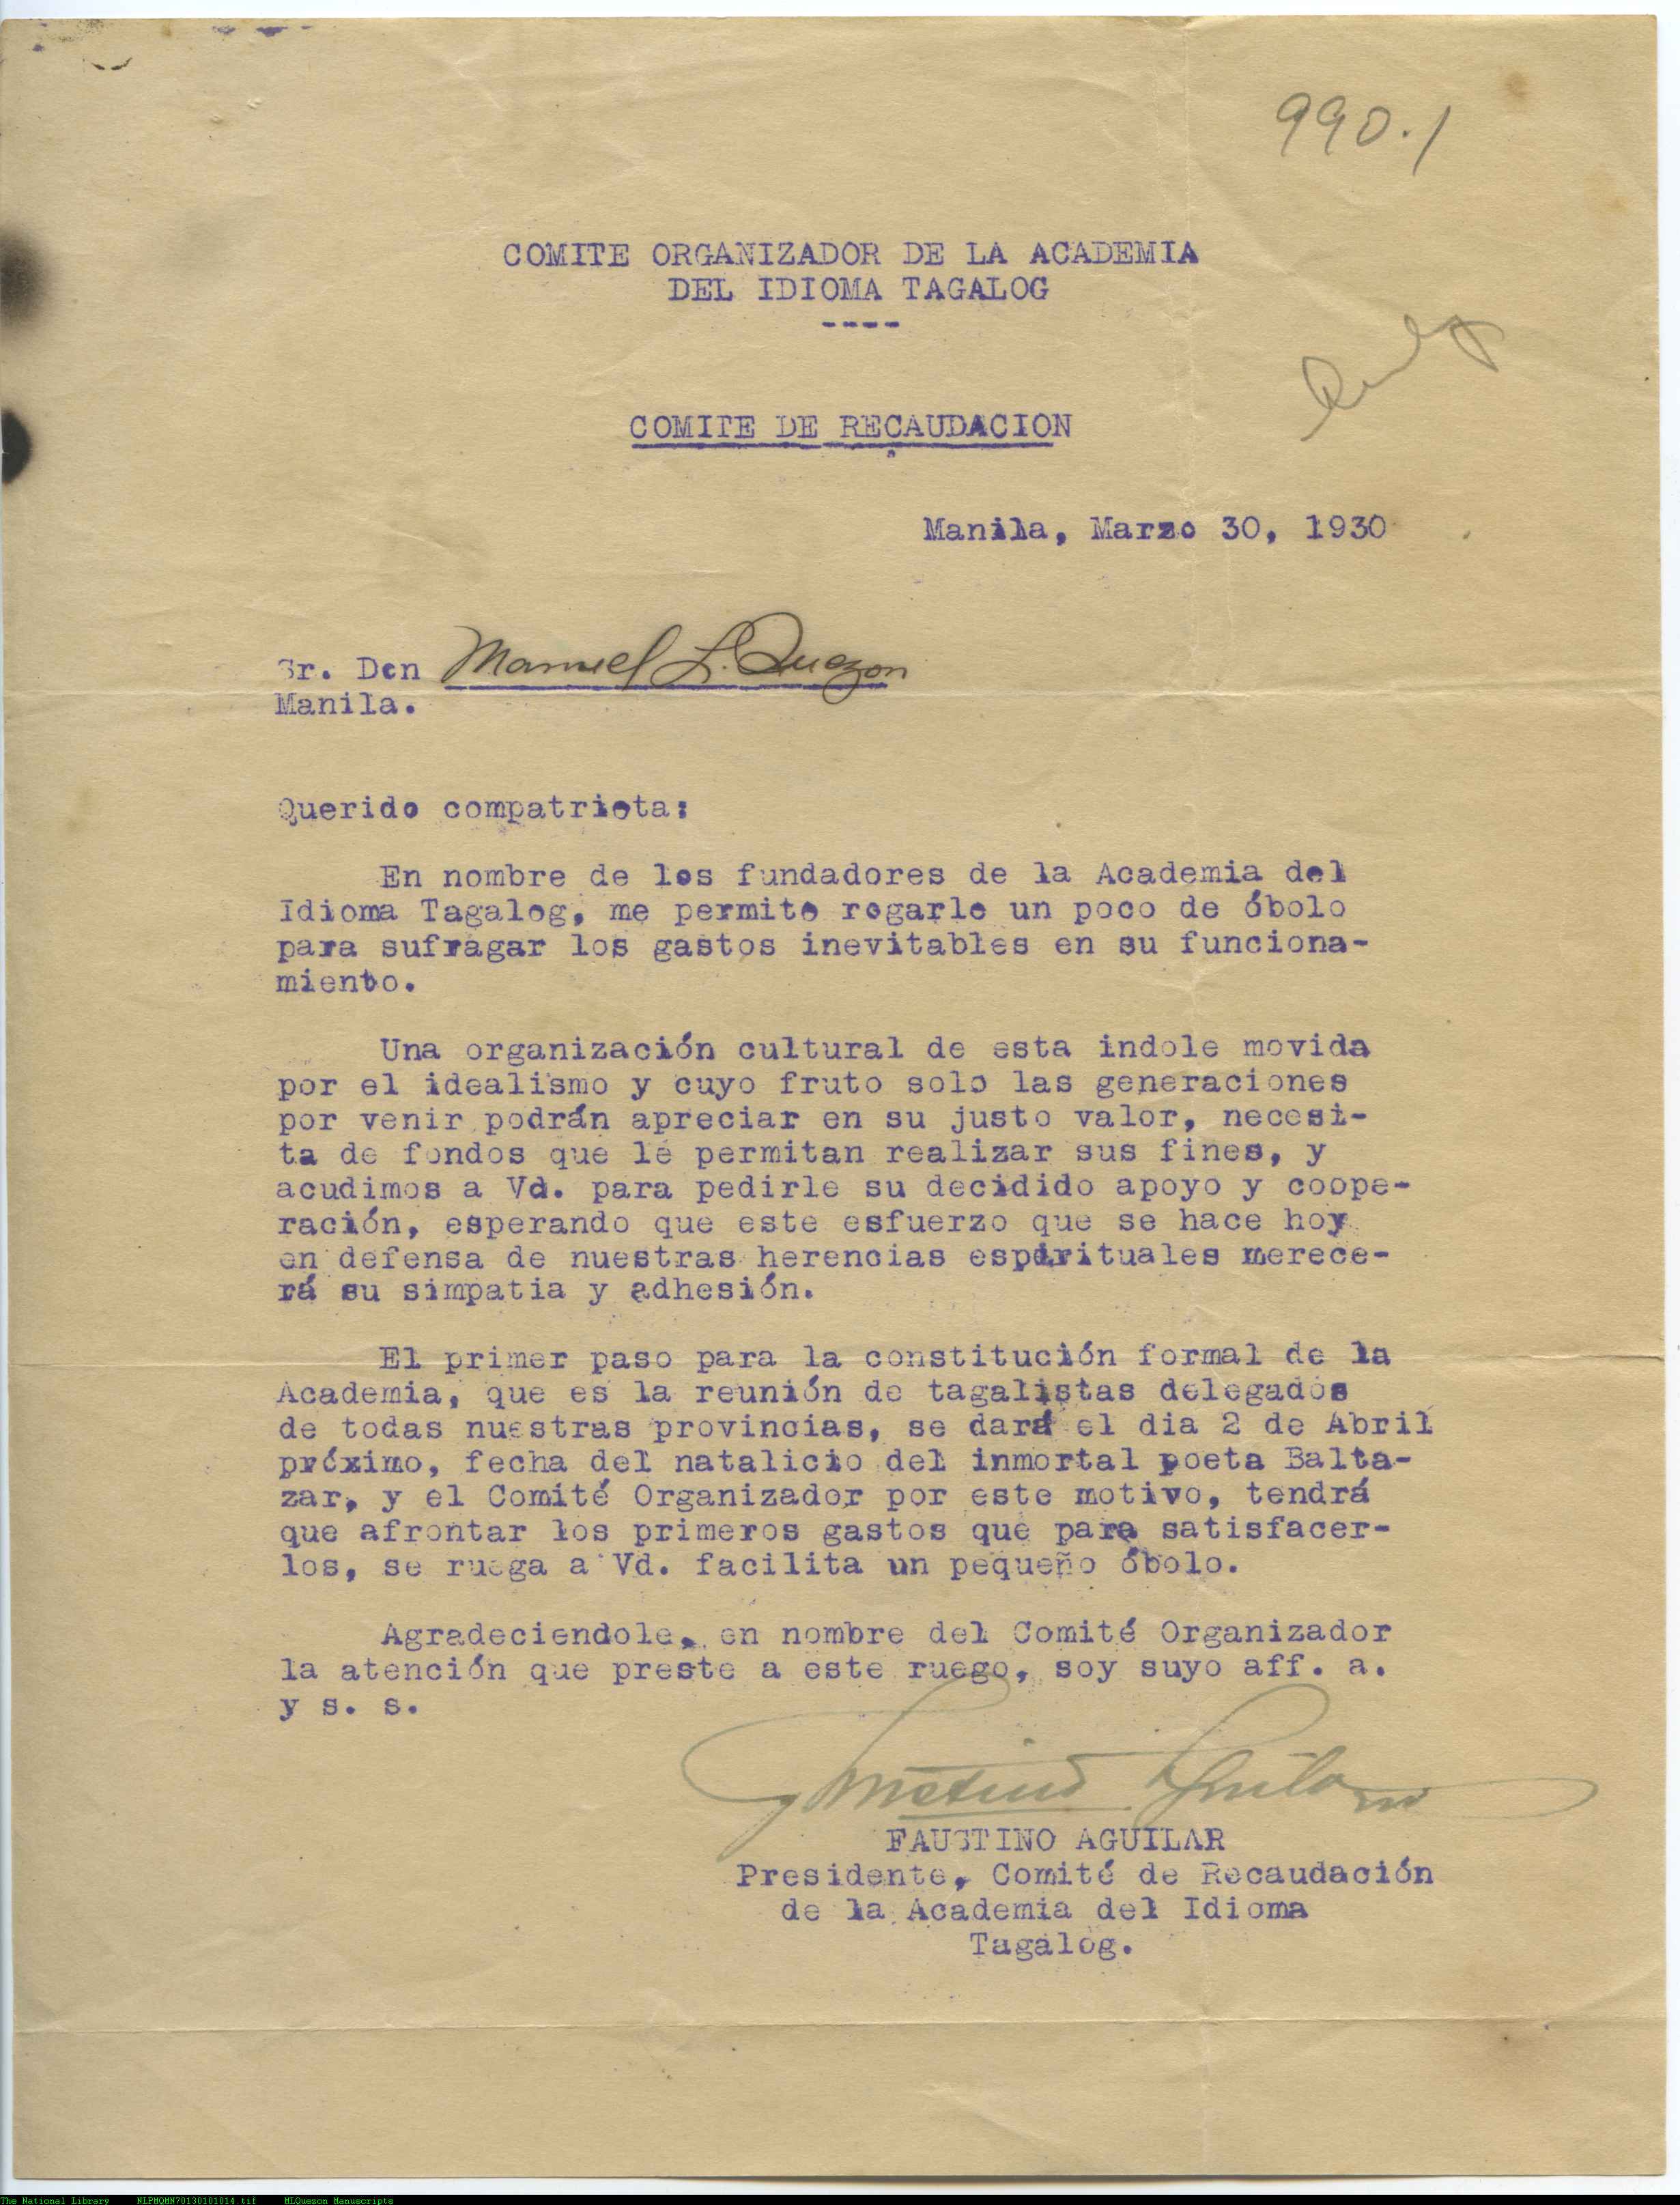 990.1
COMITE ORGANIZADOR DE LA ACADEMIA
DEL IDIOMA TAGALOG
----
COMITE DE RECAUDACION
Manila, Marzo 30, 1930
Sr. Don Manuel L. Quezon
Manila.
Querido compatriota:
En nombre de los fundadores de la Academia del
Idioma Tagalog, me permito rogarle un poco de óbolo
para sufragar los gastos inevitables en su funciona-
miento.
Una organización cultural de esta indole movida
por el idealismo y cuyo fruto solo las generaciones
por venir podrán apreciar en su justo valor, necesi-
ta de fondos que le permitan realizar sus fines, y
acudimos a Vd. para pedirle su decidido apoyo y coope-
ración, esperando que este esfuerzo que se hace hoy
en defensa de nuestras herencias espirituales merece-
rá su simpatia y adhesión.
El primer paso para la constitución formal de la
Academia, que es la reunión de tagalistas delegados
de todas nuestras provincias, se dará el dia 2 de Abril
próximo, fecha del natalicio del inmortal poeta Balta-
zar, y el Comité Organizador por este motivo, tendrá
que afrontar los primeros gastos que para satisfacer-
los, se ruega a Vd. facilita un pequeño óbolo.
Agradeciendole, en nombre del Comité Organizador
la atención que preste a este ruego, soy suyo aff. a.
y s. s.
FAUSTINO AGUILAR
Presidente, Comité de Recaudación
de la Academia del Idioma
Tagalog.
The National Library NLPMQMN70130101014.tif MLQuezon Manuscripts